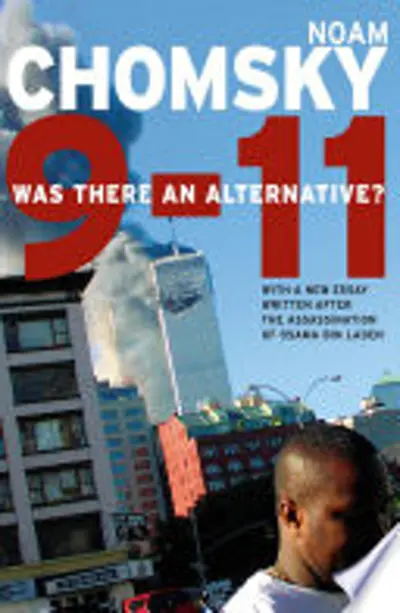 NOAM
CHOMSKY
9-11
WAS THERE AN ALTERNATIVE?
WITH A NEW ESSAY
WRITTEN AFTER
THE ASSASSINATION
OF OSAMA BIN LADEN